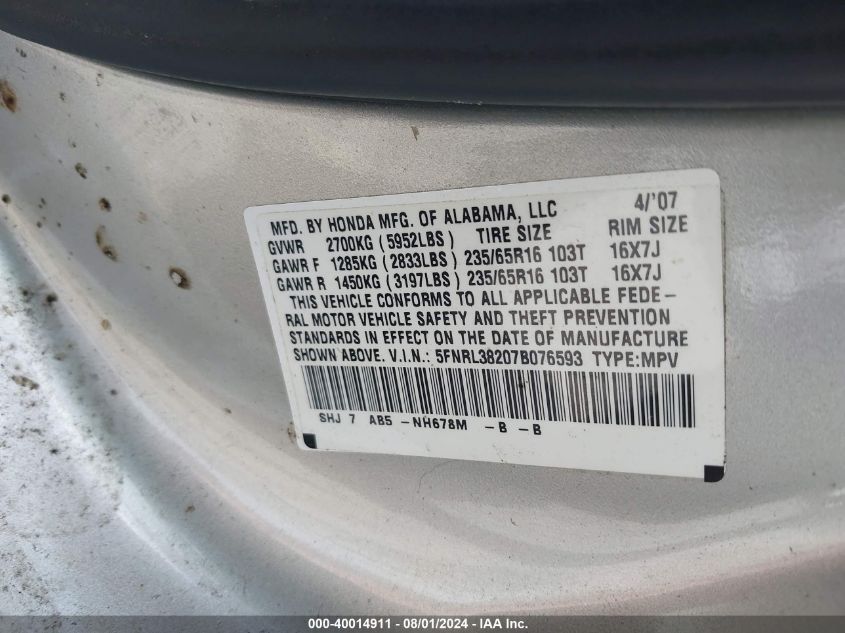 MFD. BY HONDA MFG. OF ALABAMA, LLC 4/'07
GVWR 2700KG (5952LBS) TIRE SIZE RIM SIZE
GAWR F 1285KG (2833LBS) 235/65R16 103T 16X7J
GAWR R 1450KG (3197LBS) 235/65R16 103T 16X7J
THIS VEHICLE CONFORMS TO ALL APPLICABLE FEDE-
RAL MOTOR VEHICLE SAFETY AND THEFT PREVENTION
STANDARDS IN EFFECT ON THE DATE OF MANUFACTURE
SHOWN ABOVE. V.I.N.: 5FNRL38207B076593 TYPE:MPV
SHJ 7 AB5 -NH678M -B -B
000-40014911 - 08/01/2024 - IAA Inc.